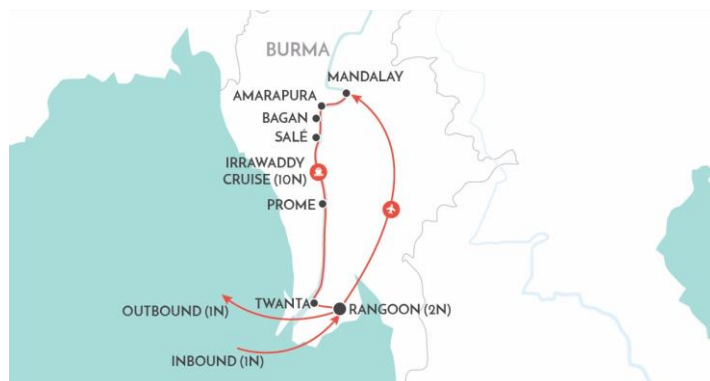 BURMA
MANDALAY
AMARAPURA
BAGAN
SALÉ
IRRAWADDY
CRUISE (10N)
PROME
TWANTA
OUTBOUND (1N)
RANGOON (2N)
INBOUND (1N)